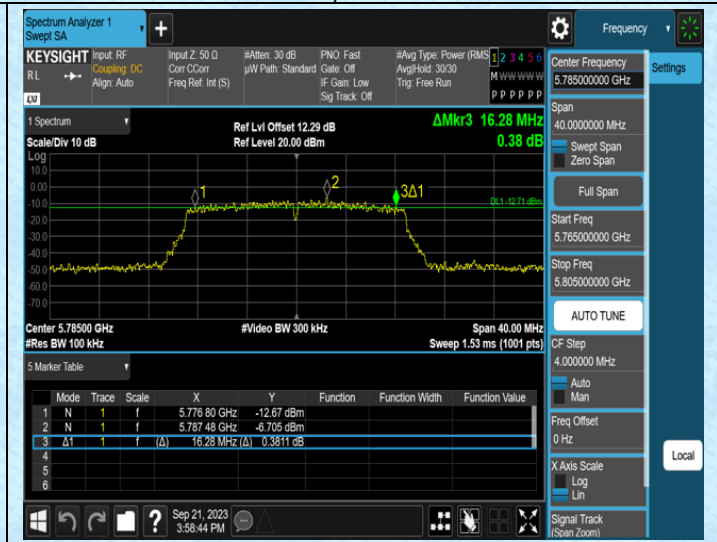 Spectrum Analyzer 1
Swept SA
Frequency
KEYSIGHT
RL
LXI
Input: RF
Coupling: DC
Align: Auto
Input Z: 50 Ω
Corr CCorr
Freq Ref: Int (S)
#Atten: 30 dB
µW Path: Standard
PNO: Fast
Gate: Off
IF Gain: Low
Sig Track: Off
#Avg Type: Power (RMS
Avg|Hold: 30/30
Trig: Free Run
1 2 3 4 5 6
M W W W W W
P P P P P P
1 Spectrum
Scale/Div 10 dB
Ref Lvl Offset 12.29 dB
Ref Level 20.00 dBm
ΔMkr3 16.28 MHz
0.38 dB
Log
10.0
0.00
-10.0
-20.0
-30.0
-40.0
-50.0
-60.0
-70.0
1
2
3Δ1
DL1 -12.71 dBm
Center 5.78500 GHz
#Res BW 100 kHz
#Video BW 300 kHz
Span 40.00 MHz
Sweep 1.53 ms (1001 pts)
5 Marker Table
Mode Trace Scale X Y Function Function Width Function Value
1 N 1 f 5.776 80 GHz -12.67 dBm
2 N 1 f 5.787 48 GHz -6.705 dBm
3 Δ1 1 f (Δ) 16.28 MHz (Δ) 0.3811 dB
4
5
6
?
Sep 21, 2023
3:58:44 PM
Center Frequency
5.785000000 GHz
Span
40.0000000 MHz
Swept Span
Zero Span
Full Span
Start Freq
5.765000000 GHz
Stop Freq
5.805000000 GHz
AUTO TUNE
CF Step
4.000000 MHz
Auto
Man
Freq Offset
0 Hz
X Axis Scale
Log
Lin
Signal Track
(Span Zoom)
Settings
Local